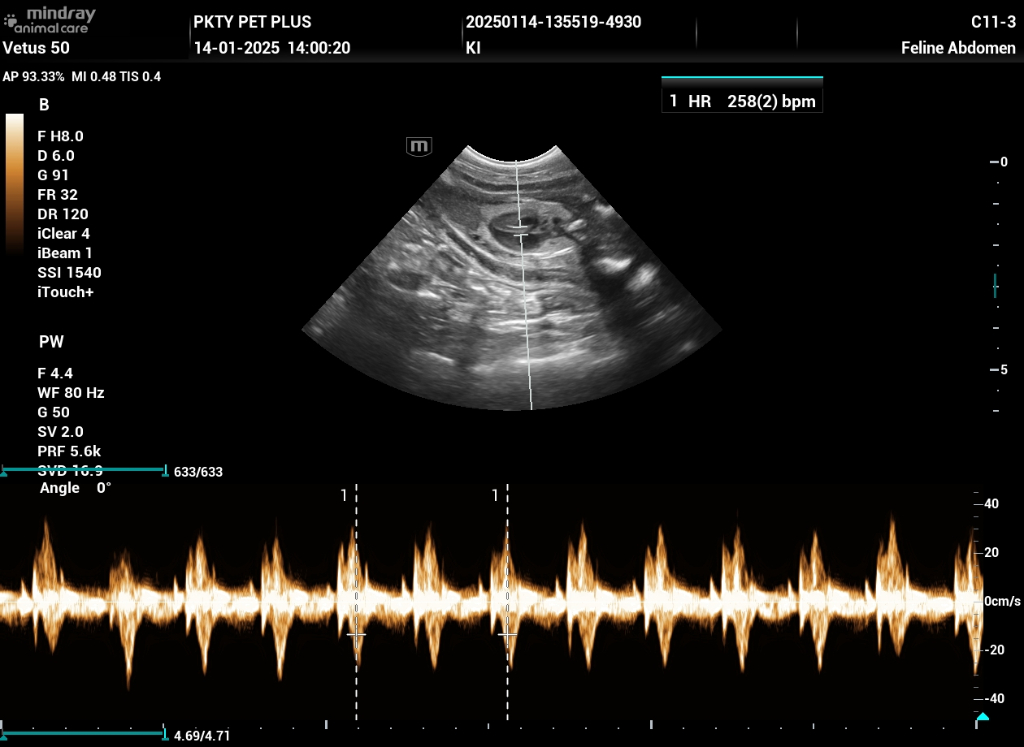 mindray
animalcare
PKTY PET PLUS
20250114-135519-4930
C11-3
Vetus 50
14-01-2025 14:00:20
KI
Feline Abdomen
AP 93.33% MI 0.48 TIS 0.4
1 HR 258(2) bpm
B
F H8.0
D 6.0
G 91
FR 32
DR 120
iClear 4
iBeam 1
SSI 1540
iTouch+
m
0
5
PW
F 4.4
WF 80 Hz
G 50
SV 2.0
PRF 5.6k
SVD 16.9
633/633
Angle 0°
1
1
40
20
0cm/s
-20
-40
4.69/4.71